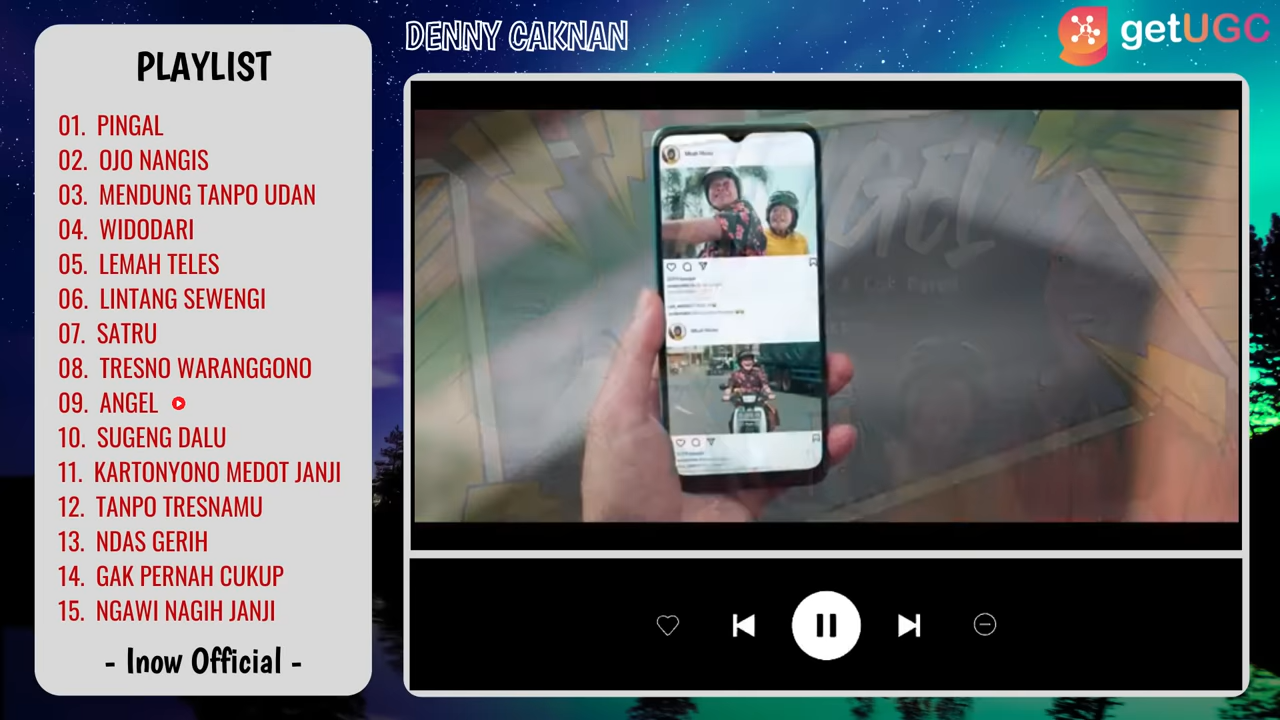 DENNY CAKNAN
getUGC
PLAYLIST
01. PINGAL
02. OJO NANGIS
03. MENDUNG TANPO UDAN
04. WIDODARI
05. LEMAH TELES
06. LINTANG SEWENGI
07. SATRU
08. TRESNO WARANGGONO
09. ANGEL
10. SUGENG DALU
11. KARTONYONO MEDOT JANJI
12. TANPO TRESNAMU
13. NDAS GERIH
14. GAK PERNAH CUKUP
15. NGAWI NAGIH JANJI
- Inow Official -